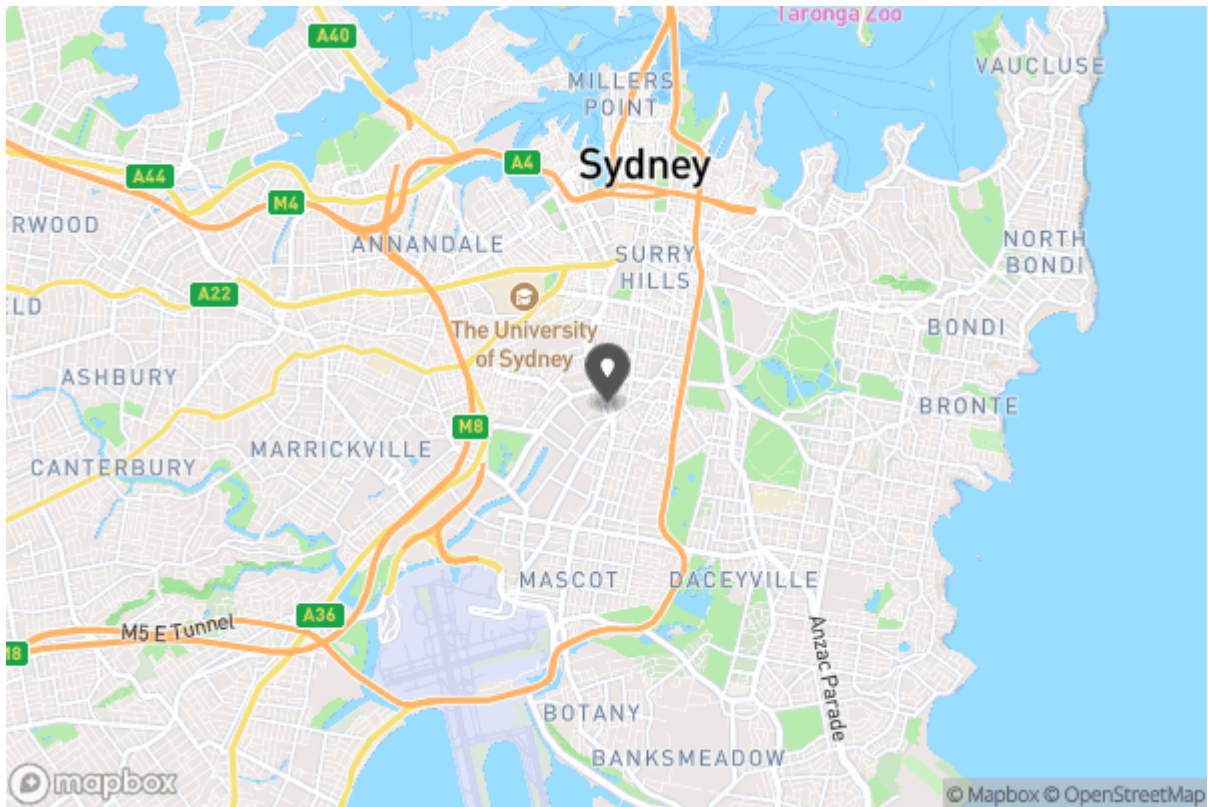 Taronga Zoo
A40
VAUCLUSE
MILLERS
POINT
A4
Sydney
A44
M4
RWOOD
ANNANDALE
SURRY
HILLS
NORTH
BONDI
A22
ELD
The University
of Sydney
BONDI
ASHBURY
BRONTE
M8
MARRICKVILLE
CANTERBURY
MASCOT
DACEYVILLE
A36
M5 E Tunnel
M8
Anzac Parade
BOTANY
BANKSMEADOW
mapbox
© Mapbox © OpenStreetMap